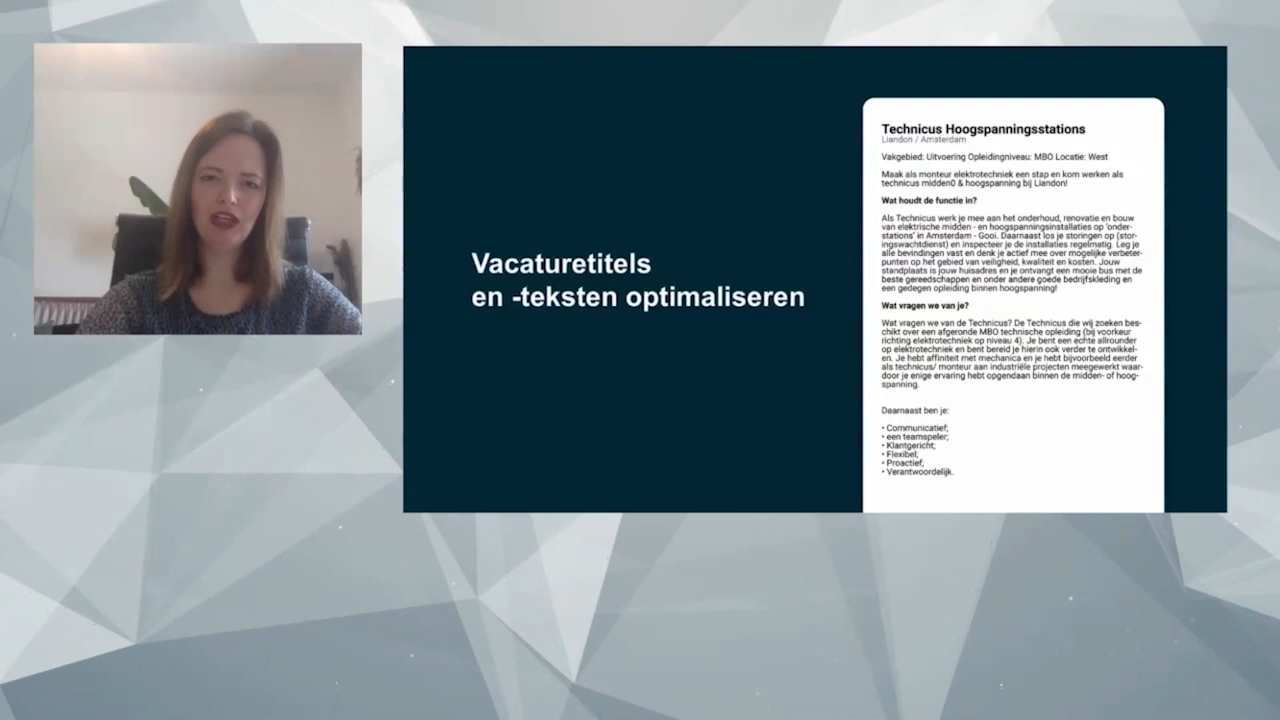 Vacaturetitels
en -teksten optimaliseren
Technicus Hoogspanningsstations
Liandon / Amsterdam
Vakgebied: Uitvoering Opleidingniveau: MBO Locatie: West
Maak als monteur elektrotechniek een stap en kom werken als
technicus midden0 & hoogspanning bij Liandon!
Wat houdt de functie in?
Als Technicus werk je mee aan het onderhoud, renovatie en bouw
van elektrische midden - en hoogspanningsinstallaties op 'onder-
stations' in Amsterdam - Gooi. Daarnaast los je storingen op (stor-
ingswachtdienst) en inspecteer je de installaties regelmatig. Leg je
alle bevindingen vast en denk je actief mee over mogelijke verbeter-
punten op het gebied van veiligheid, kwaliteit en kosten. Jouw
standplaats is jouw huisadres en je ontvangt een mooie bus met de
beste gereedschappen en onder andere goede bedrijfskleding en
een gedegen opleiding binnen hoogspanning!
Wat vragen we van je?
Wat vragen we van de Technicus? De Technicus die wij zoeken bes-
chikt over een afgeronde MBO technische opleiding (bij voorkeur
richting elektrotechniek op niveau 4). Je bent een echte allrounder
op elektrotechniek en bent bereid je hierin ook verder te ontwikkel-
en. Je hebt affiniteit met mechanica en je hebt bijvoorbeeld eerder
als technicus/ monteur aan industriële projecten meegewerkt waar-
door je enige ervaring hebt opgendaan binnen de midden- of hoog-
spanning.
Daarnaast ben je:
• Communicatief;
• een teamspeler;
• Klantgericht;
• Flexibel;
• Proactief;
• Verantwoordelijk.